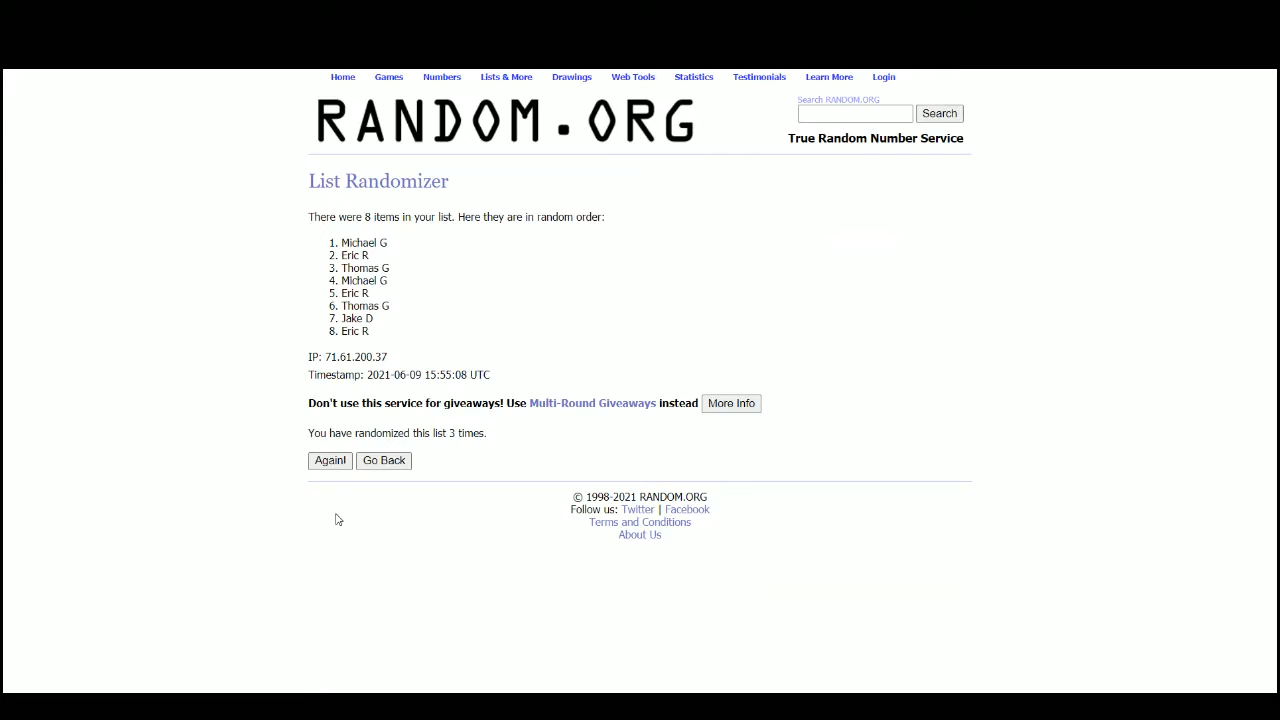 Home Games Numbers Lists & More Drawings Web Tools Statistics Testimonials Learn More Login
RANDOM.ORG
Search RANDOM.ORG
Search
True Random Number Service
List Randomizer
There were 8 items in your list. Here they are in random order:
1. Michael G
2. Eric R
3. Thomas G
4. Michael G
5. Eric R
6. Thomas G
7. Jake D
8. Eric R
IP: 71.61.200.37
Timestamp: 2021-06-09 15:55:08 UTC
Don't use this service for giveaways! Use Multi-Round Giveaways instead More Info
You have randomized this list 3 times.
Again! Go Back
© 1998-2021 RANDOM.ORG
Follow us: Twitter | Facebook
Terms and Conditions
About Us